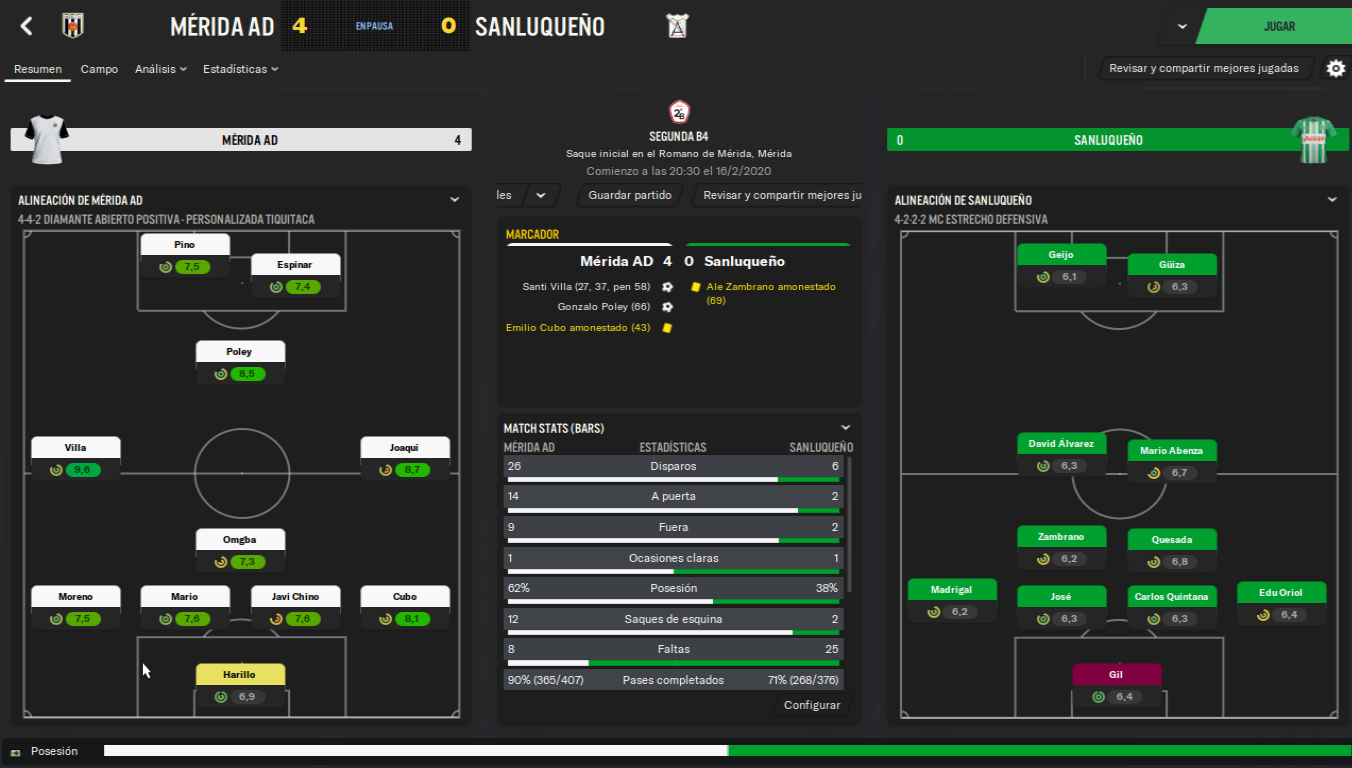 MÉRIDA AD 4 EN PAUSA 0 SANLUQUEÑO
JUGAR
Resumen Campo Análisis Estadísticas
Revisar y compartir mejores jugadas
MÉRIDA AD 4
ALINEACIÓN DE MÉRIDA AD
4-4-2 DIAMANTE ABIERTO POSITIVA - PERSONALIZADA TIQUITACA
Pino
7,5
Espinar
7,4
Poley
8,5
Villa
9,6
Joaqui
8,7
Omgba
7,3
Moreno
7,5
Mario
7,6
Javi Chino
7,6
Cubo
8,1
Harillo
6,9
2ªB
SEGUNDA B4
Saque inicial en el Romano de Mérida, Mérida
Comienzo a las 20:30 el 16/2/2020
les
Guardar partido
Revisar y compartir mejores ju
MARCADOR
Mérida AD 4 0 Sanluqueño
Santi Villa (27, 37, pen 58)
Gonzalo Poley (66)
Emilio Cubo amonestado (43)
Ale Zambrano amonestado
(69)
MATCH STATS (BARS)
MÉRIDA AD ESTADÍSTICAS SANLUQUEÑO
26 Disparos 6
14 A puerta 2
9 Fuera 2
1 Ocasiones claras 1
62% Posesión 38%
12 Saques de esquina 2
8 Faltas 25
90% (365/407) Pases completados 71% (268/376)
Configurar
0 SANLUQUEÑO
ALINEACIÓN DE SANLUQUEÑO
4-2-2-2 MC ESTRECHO DEFENSIVA
Geijo
6,1
Güiza
6,3
David Álvarez
6,3
Mario Abenza
6,7
Zambrano
6,2
Quesada
6,8
Madrigal
6,2
José
6,3
Carlos Quintana
6,3
Edu Oriol
6,4
Gil
6,4
Posesión